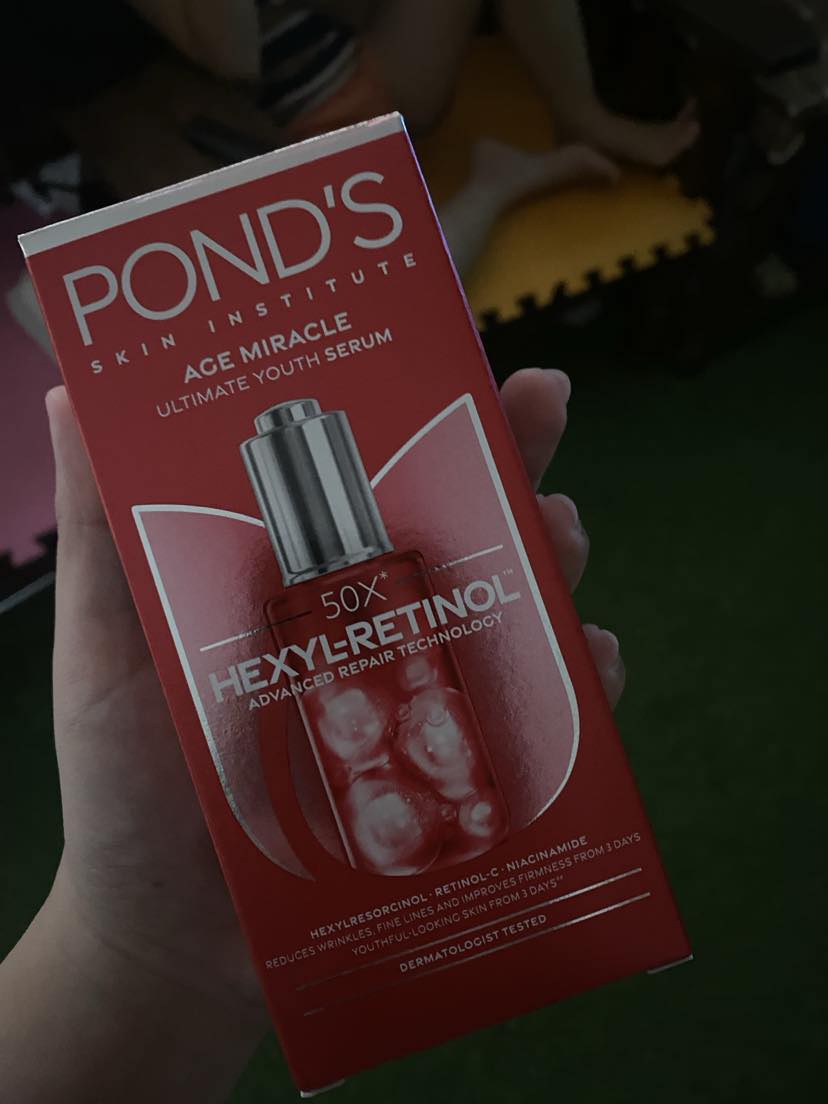 POND'S
SKIN INSTITUTE
AGE MIRACLE
ULTIMATE YOUTH SERUM
50X*
HEXYL-RETINOL™
ADVANCED REPAIR TECHNOLOGY
HEXYLRESORCINOL · RETINOL-C · NIACINAMIDE
REDUCES WRINKLES, FINE LINES AND IMPROVES FIRMNESS FROM 3 DAYS
YOUTHFUL-LOOKING SKIN FROM 3 DAYS**
DERMATOLOGIST TESTED